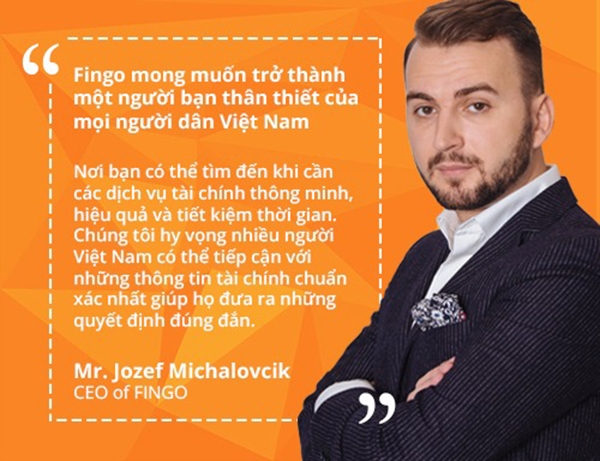 “
Fingo mong muốn trở thành
một người bạn thân thiết của
mọi người dân Việt Nam
Nơi bạn có thể tìm đến khi cần
các dịch vụ tài chính thông minh,
hiệu quả và tiết kiệm thời gian.
Chúng tôi hy vọng nhiều người
Việt Nam có thể tiếp cận với
những thông tin tài chính chuẩn
xác nhất giúp họ đưa ra những
quyết định đúng đắn.
Mr. Jozef Michalovcik
CEO of FINGO
”